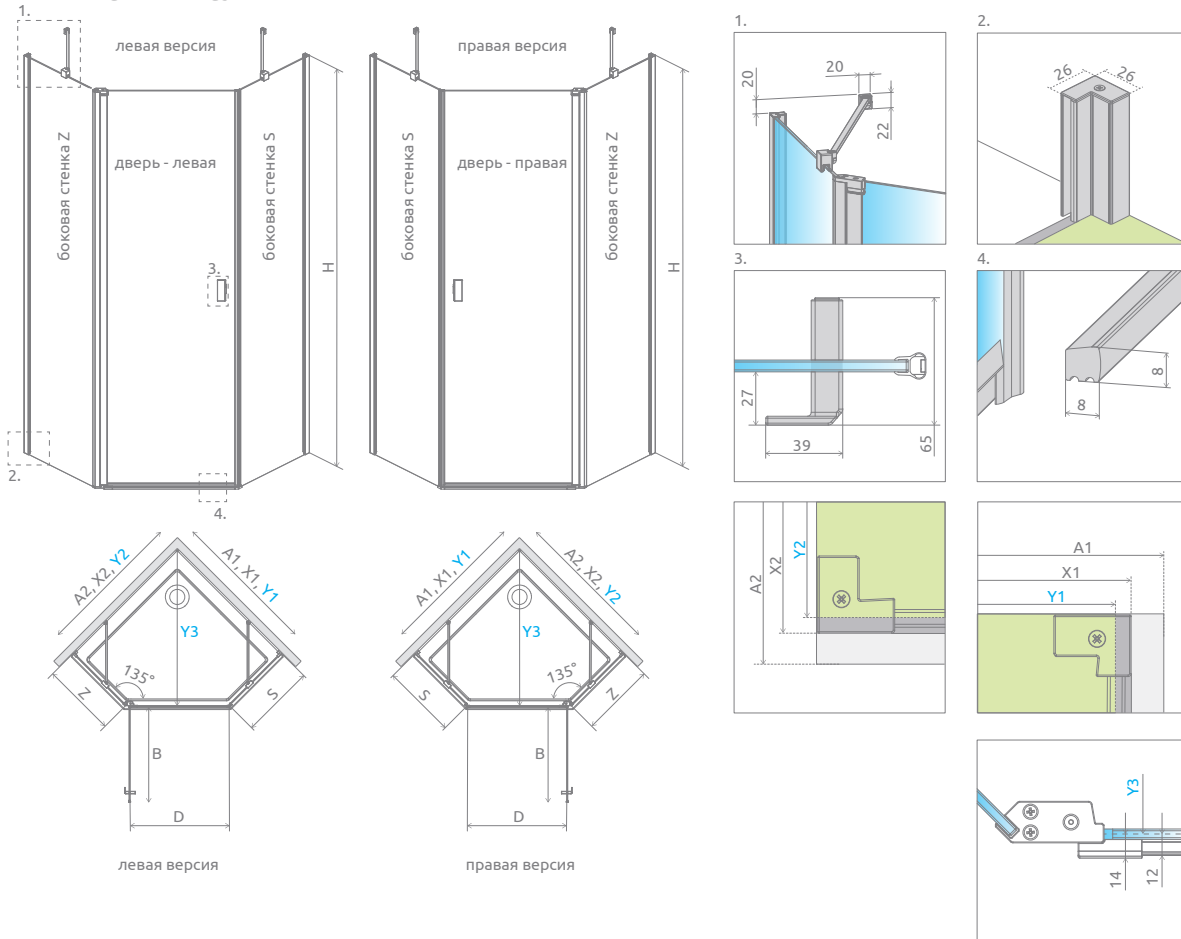 1.
левая версия
правая версия
боковая стенка Z
дверь - левая
боковая стенка S
3.
H
2.
4.
боковая стенка S
дверь - правая
боковая стенка Z
H
A2, X2, Y2
A1, X1, Y1
Y3
135°
Z
S
B
D
левая версия
A1, X1, Y1
A2, X2, Y2
Y3
135°
S
Z
B
D
правая версия
1.
20
20
22
2.
26
26
3.
27
39
65
4.
8
8
A2
X2
Y2
A1
X1
Y1
Y3
14
12